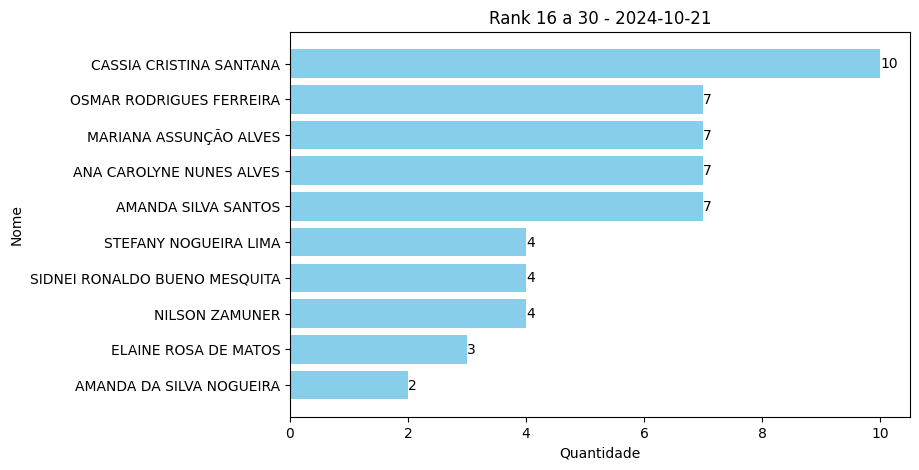 Rank 16 a 30 - 2024-10-21
CASSIA CRISTINA SANTANA 10
OSMAR RODRIGUES FERREIRA 7
MARIANA ASSUNÇÃO ALVES 7
ANA CAROLYNE NUNES ALVES 7
AMANDA SILVA SANTOS 7
STEFANY NOGUEIRA LIMA 4
SIDNEI RONALDO BUENO MESQUITA 4
NILSON ZAMUNER 4
ELAINE ROSA DE MATOS 3
AMANDA DA SILVA NOGUEIRA 2
Nome
0 2 4 6 8 10
Quantidade